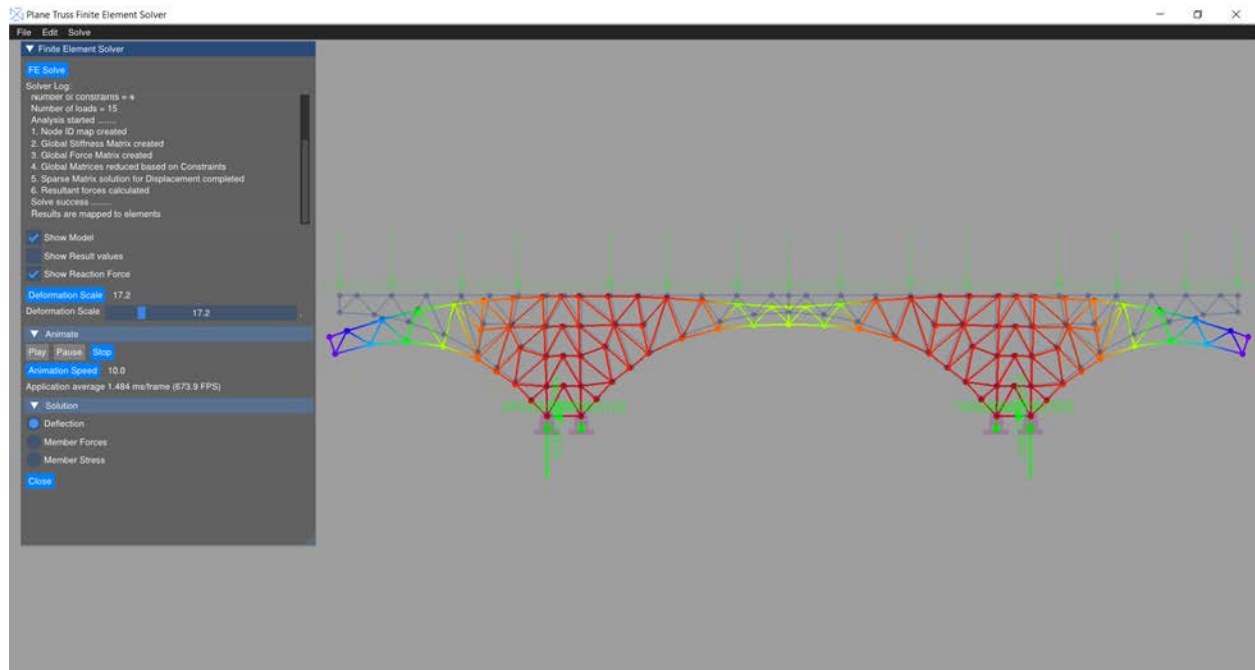 Plane Truss Finite Element Solver
File Edit Solve
Finite Element Solver
FE Solve
Solver Log:
Number of constraints = 4
Number of loads = 15
Analysis started ........
1. Node ID map created
2. Global Stiffness Matrix created
3. Global Force Matrix created
4. Global Matrices reduced based on Constraints
5. Sparse Matrix solution for Displacement completed
6. Resultant forces calculated
Solve success ........
Results are mapped to elements
Show Model
Show Result values
Show Reaction Force
Deformation Scale 17.2
Deformation Scale 17.2 .
Animate
Play Pause Stop
Animation Speed 10.0
Application average 1.484 ms/frame (673.9 FPS)
Solution
Deflection
Member Forces
Member Stress
Close